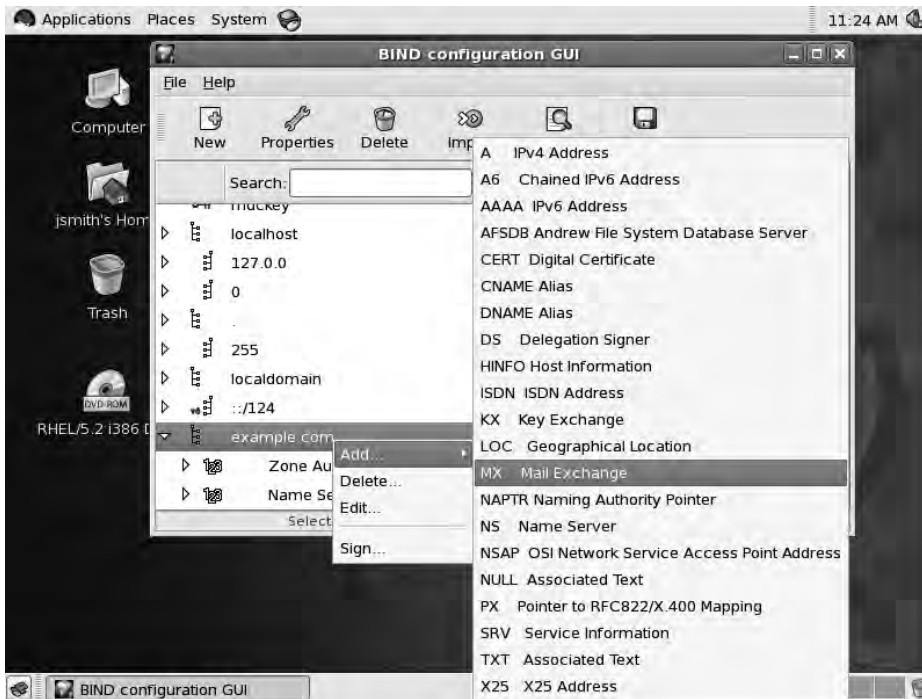 Applications Places System
11:24 AM
BIND configuration GUI
File Help
New Properties Delete Imp
Search:
Computer
jsmith's Hom
Trash
DVD-ROM
RHEL/5.2 i386 D
localhost
127.0.0
0
.
255
localdomain
::/124
example.com
Zone Au
Name Se
Select
Add...
Delete...
Edit...
Sign...
A IPv4 Address
A6 Chained IPv6 Address
AAAA IPv6 Address
AFSDB Andrew File System Database Server
CERT Digital Certificate
CNAME Alias
DNAME Alias
DS Delegation Signer
HINFO Host Information
ISDN ISDN Address
KX Key Exchange
LOC Geographical Location
MX Mail Exchange
NAPTR Naming Authority Pointer
NS Name Server
NSAP OSI Network Service Access Point Address
NULL Associated Text
PX Pointer to RFC822/X.400 Mapping
SRV Service Information
TXT Associated Text
X25 X25 Address
BIND configuration GUI